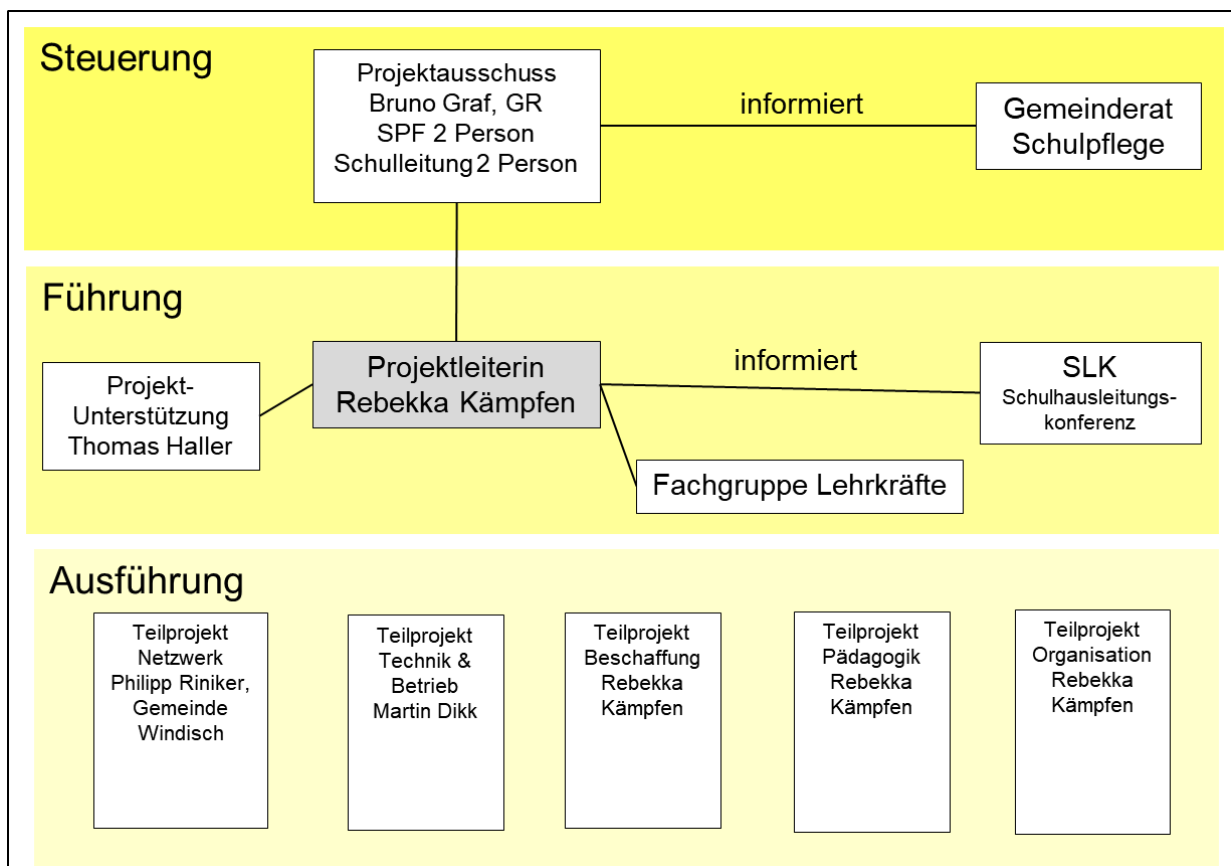 Steuerung
Projektausschuss
Bruno Graf, GR
SPF 2 Person
Schulleitung 2 Person
informiert
Gemeinderat
Schulpflege
Führung
Projekt-
Unterstützung
Thomas Haller
Projektleiterin
Rebekka Kämpfen
informiert
SLK
Schulhausleitungs-
konferenz
Fachgruppe Lehrkräfte
Ausführung
Teilprojekt
Netzwerk
Philipp Riniker,
Gemeinde
Windisch
Teilprojekt
Technik &
Betrieb
Martin Dikk
Teilprojekt
Beschaffung
Rebekka
Kämpfen
Teilprojekt
Pädagogik
Rebekka
Kämpfen
Teilprojekt
Organisation
Rebekka
Kämpfen